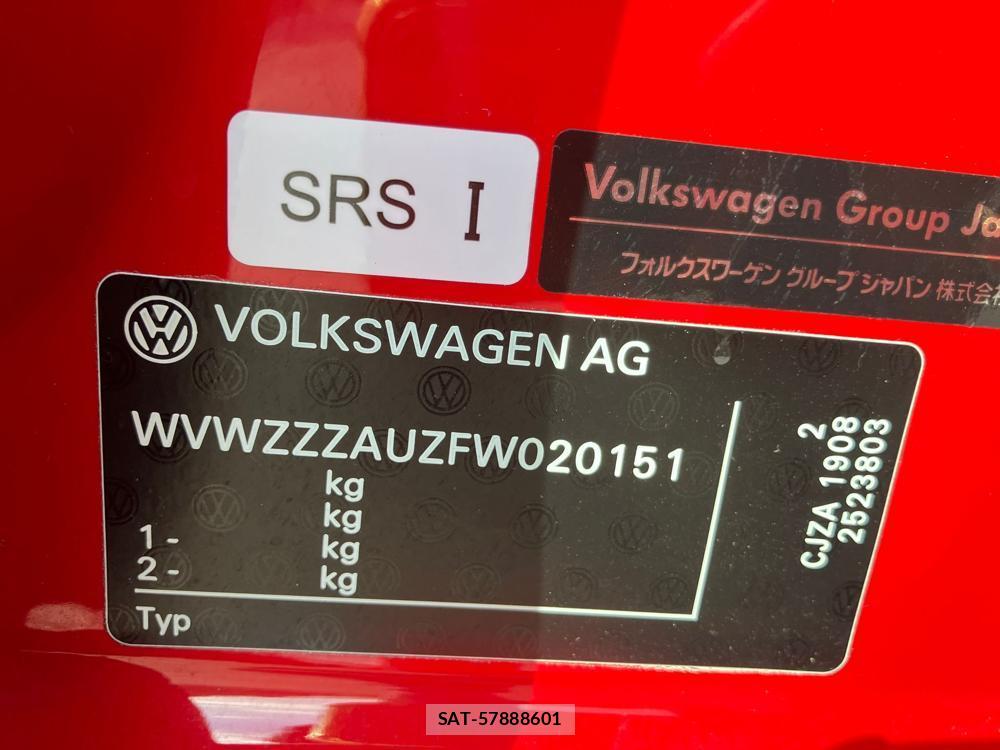 SRS I
Volkswagen Group
フォルクスワーゲン グループ ジャパン 株式会
VOLKSWAGEN AG
WVWZZZAUZFW020151
kg
kg
1 - kg
2 - kg
Typ
2
CJZA 1908
2523803
SAT-57888601